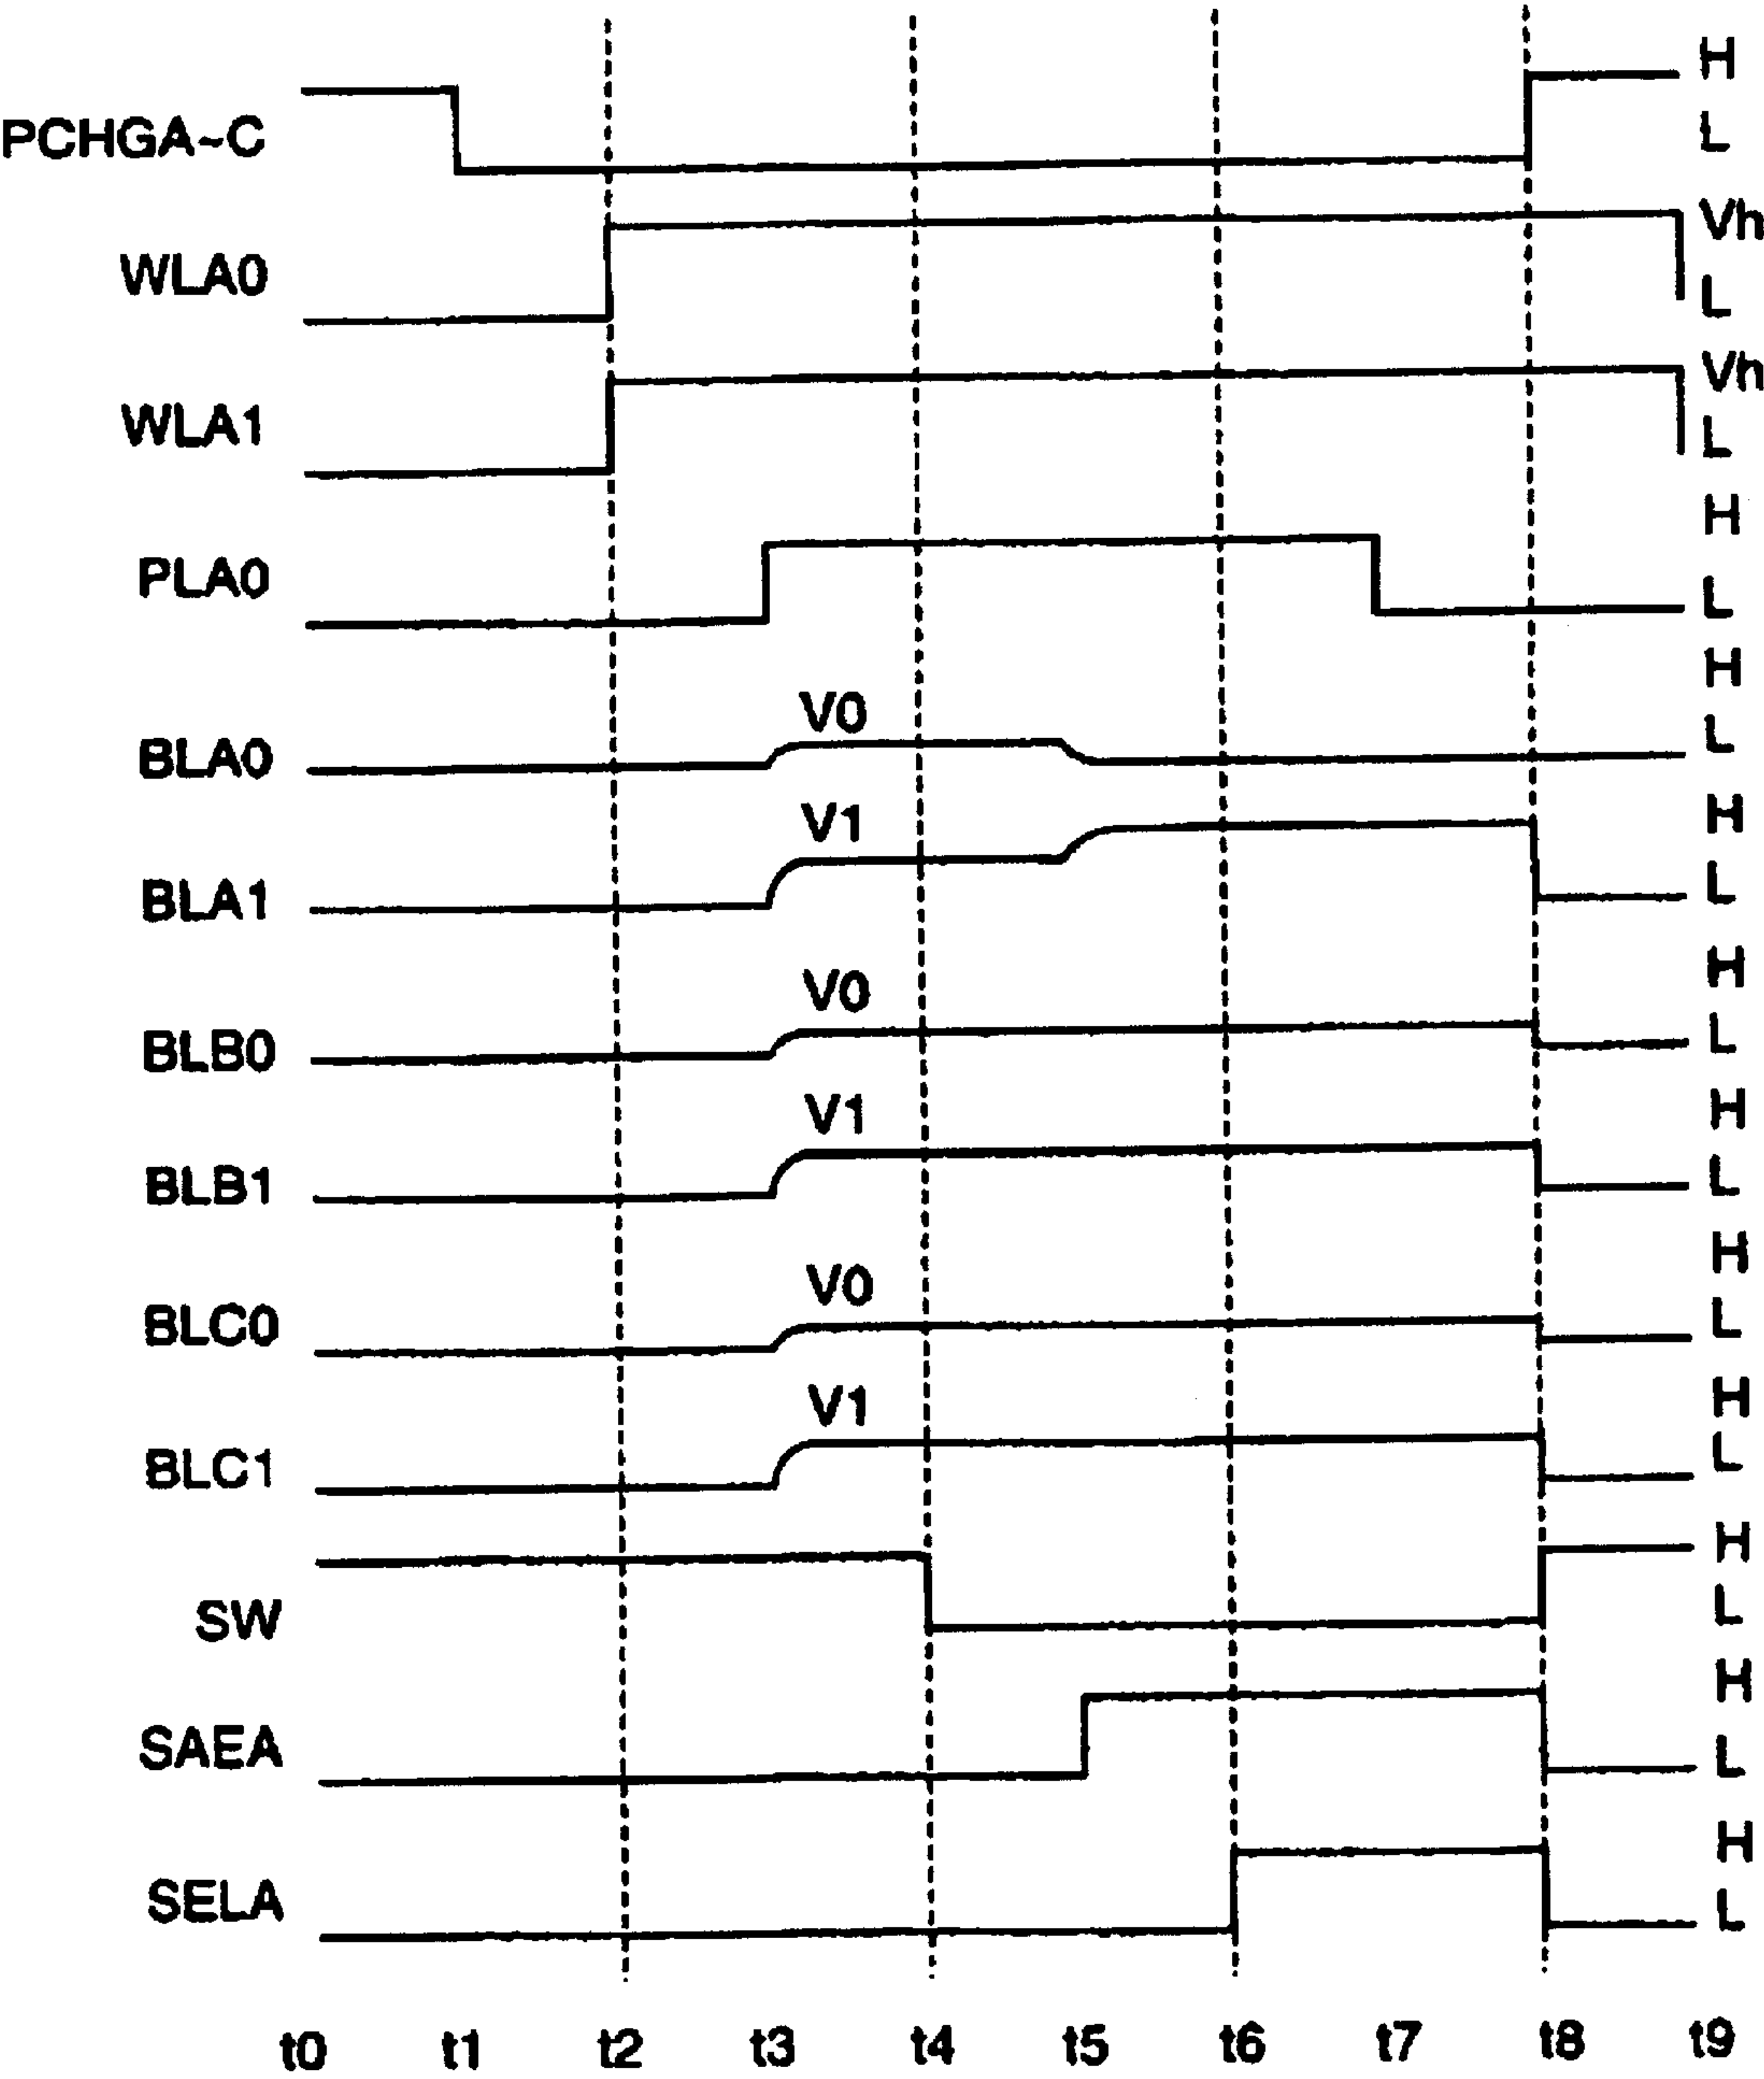 PCHGA~C H
L
WLA0 Vh
L
WLA1 Vh
L
PLA0 H
L
BLA0 V0 H
L
BLA1 V1 H
L
BLB0 V0 H
L
BLB1 V1 H
L
BLC0 V0 H
L
BLC1 V1 H
L
SW H
L
SAEA H
L
SELA H
L
t0 t1 t2 t3 t4 t5 t6 t7 t8 t9